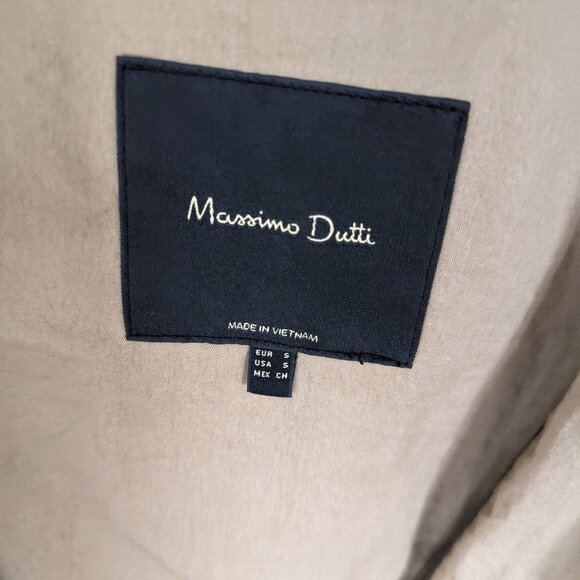 Massimo Dutti
MADE IN VIETNAM
EUR S
USA S
MEX CH